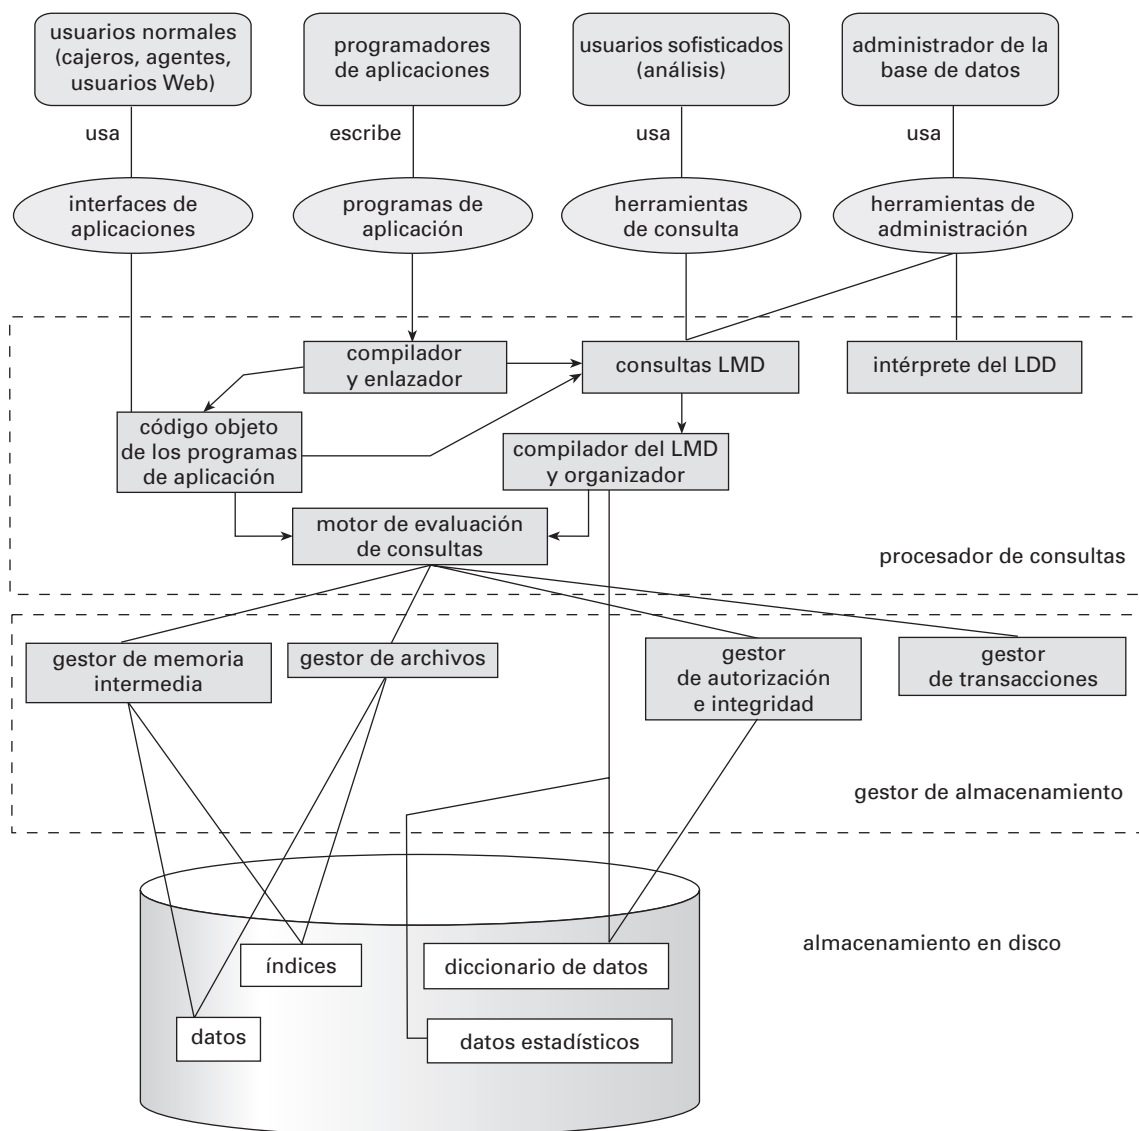 usuarios normales
(cajeros, agentes,
usuarios Web)
programadores
de aplicaciones
usuarios sofisticados
(análisis)
administrador de la
base de datos
usa
escribe
usa
usa
interfaces de
aplicaciones
programas de
aplicación
herramientas
de consulta
herramientas de
administración
compilador
y enlazador
consultas LMD
intérprete del LDD
código objeto
de los programas
de aplicación
compilador del LMD
y organizador
motor de evaluación
de consultas
procesador de consultas
gestor de memoria
intermedia
gestor de archivos
gestor
de autorización
e integridad
gestor
de transacciones
gestor de almacenamiento
almacenamiento en disco
índices
diccionario de datos
datos
datos estadísticos